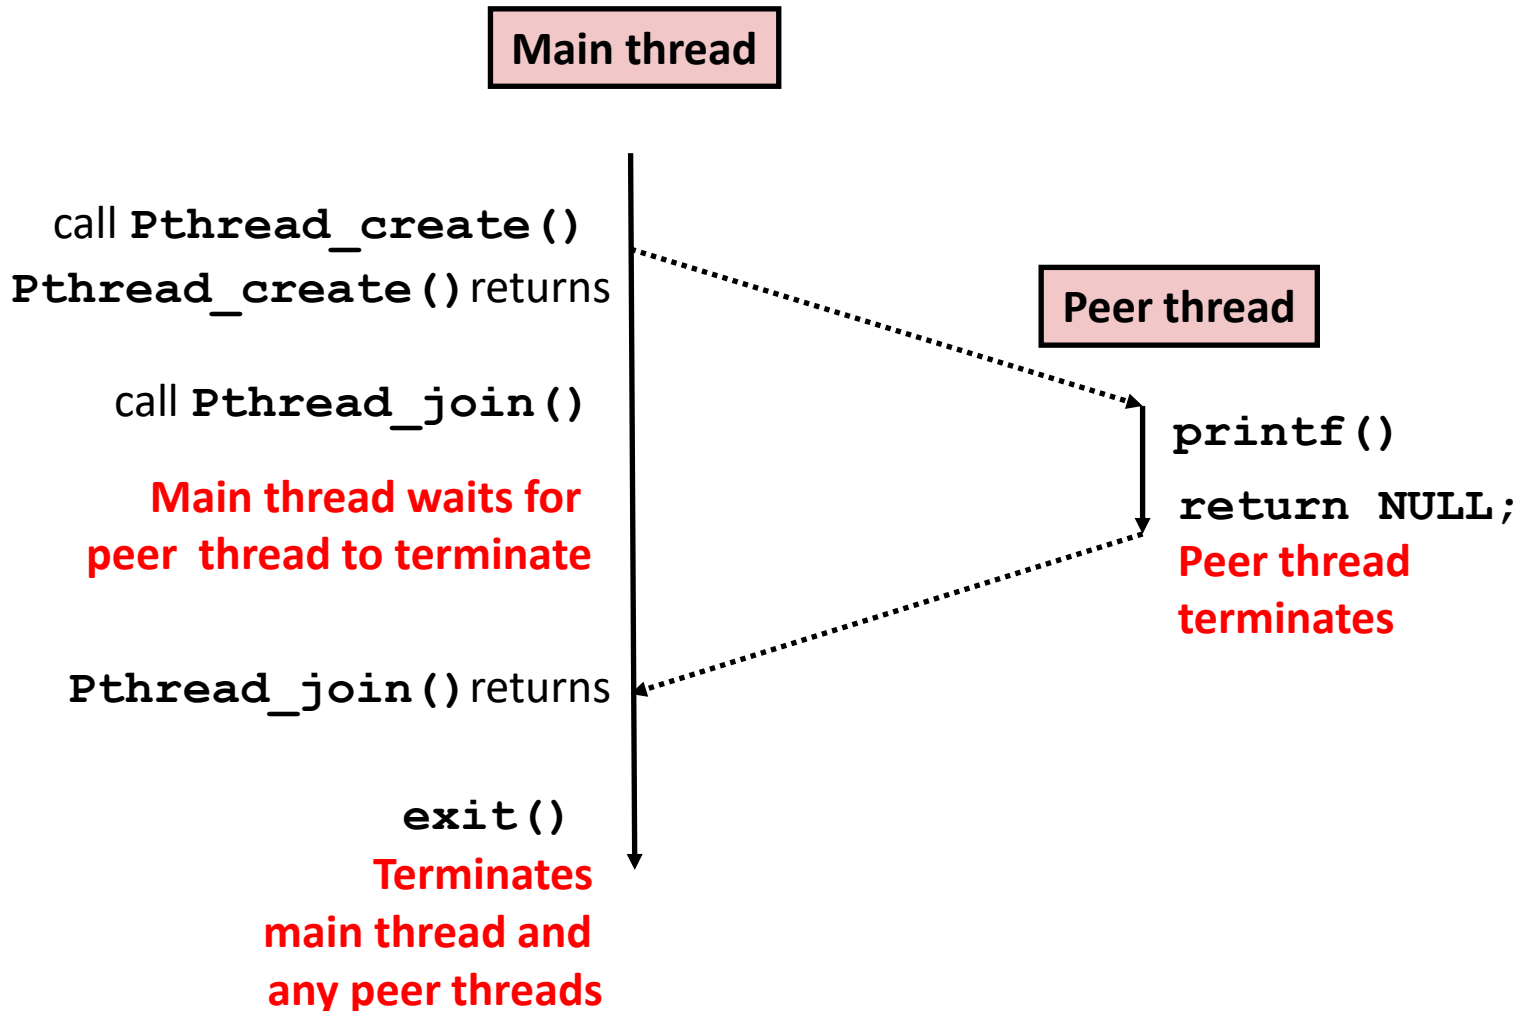 Main thread
call Pthread_create()
Pthread_create() returns
Peer thread
call Pthread_join()
printf()
Main thread waits for
peer thread to terminate
return NULL;
Peer thread
terminates
Pthread_join() returns
exit()
Terminates
main thread and
any peer threads